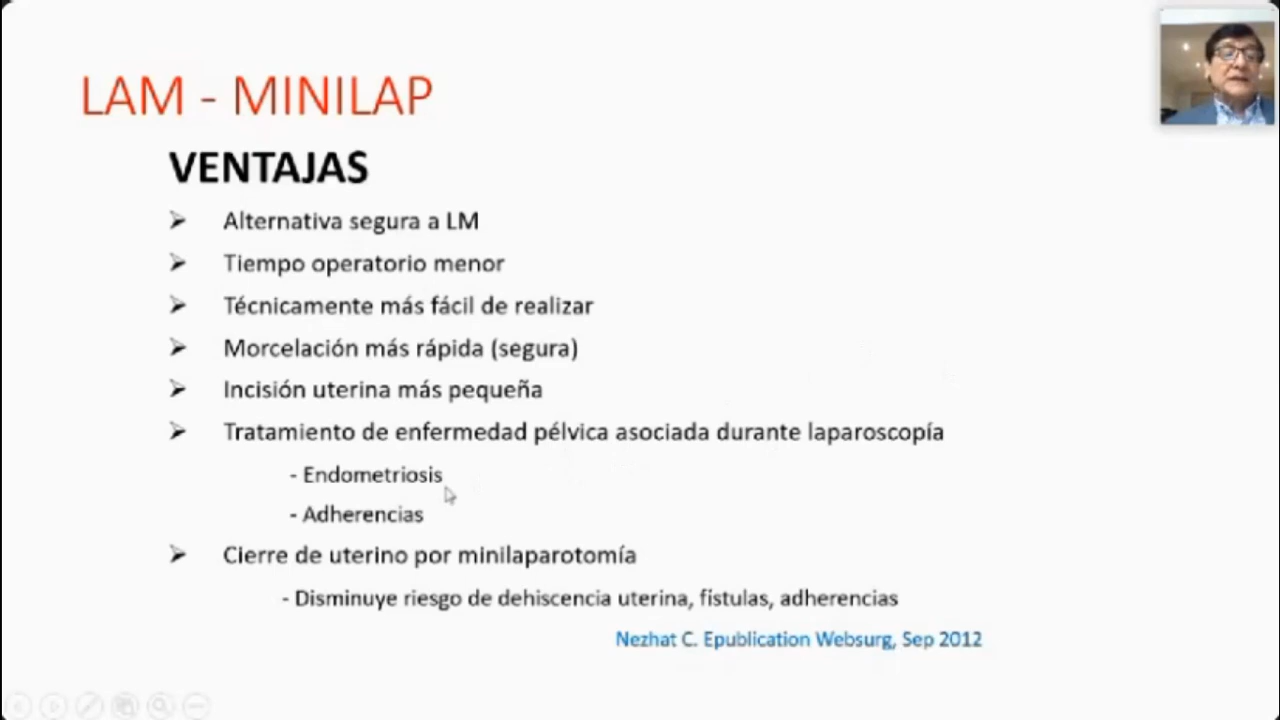 LAM - MINILAP
VENTAJAS
Alternativa segura a LM
Tiempo operatorio menor
Técnicamente más fácil de realizar
Morcelación más rápida (segura)
Incisión uterina más pequeña
Tratamiento de enfermedad pélvica asociada durante laparoscopía
- Endometriosis
- Adherencias
Cierre de uterino por minilaparotomía
- Disminuye riesgo de dehiscencia uterina, fístulas, adherencias
Nezhat C. Epublication Websurg, Sep 2012